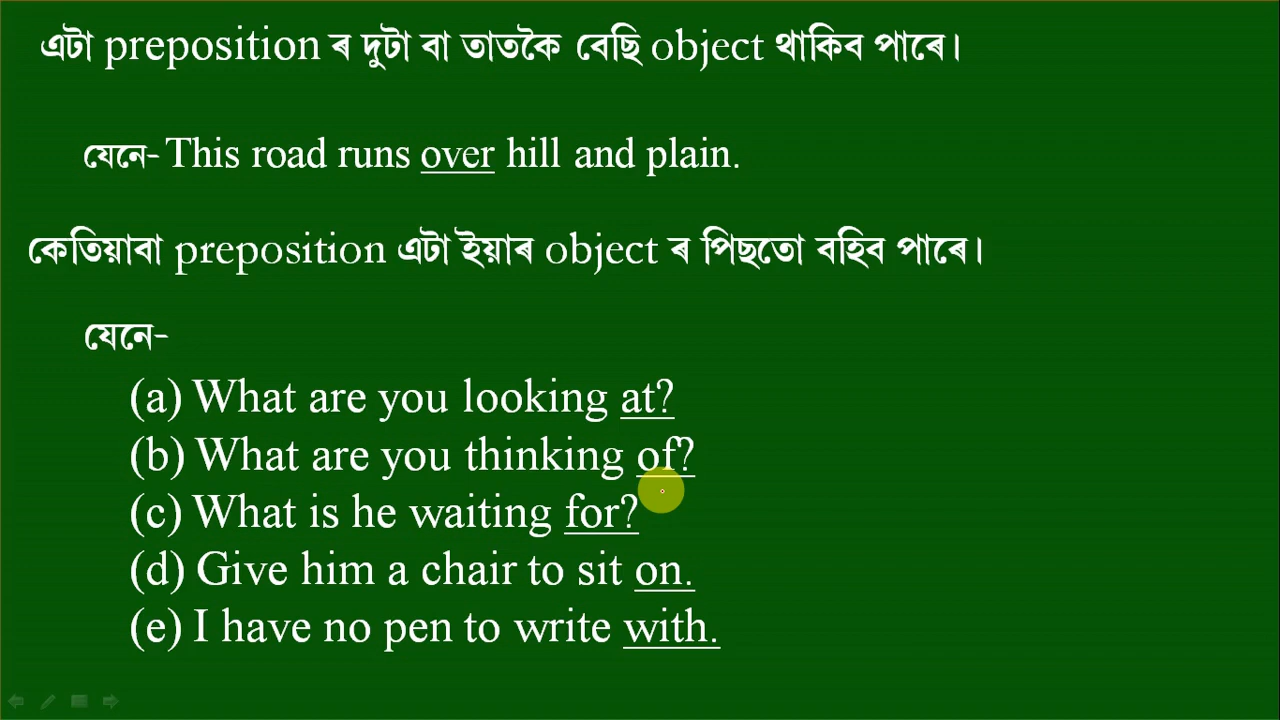 এটা preposition ৰ দুটা বা তাতকৈ বেছি object থাকিব পাৰে।
যেনে- This road runs over hill and plain.
কেতিয়াবা preposition এটা ইয়াৰ object ৰ পিছতো বহিব পাৰে।
যেনে-
(a) What are you looking at?
(b) What are you thinking of?
(c) What is he waiting for?
(d) Give him a chair to sit on.
(e) I have no pen to write with.